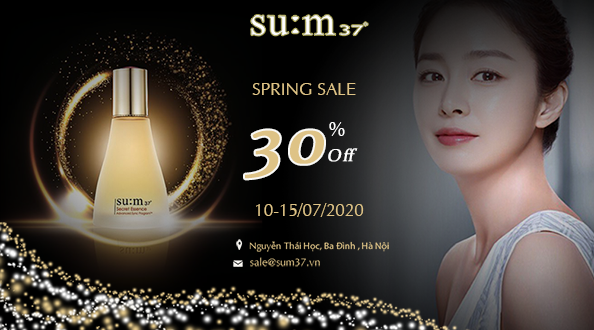 su:m37°
SPRING SALE
30% Off
10-15/07/2020
Nguyễn Thái Học, Ba Đình , Hà Nội
sale@sum37.vn
su:m37°
Secret Essence